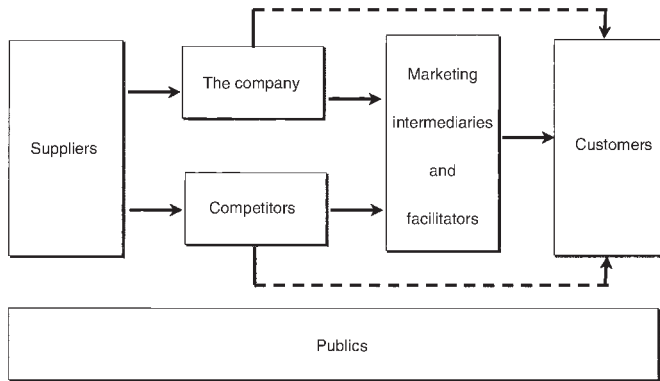 Suppliers
The company
Competitors
Marketing
intermediaries
and
facilitators
Customers
Publics